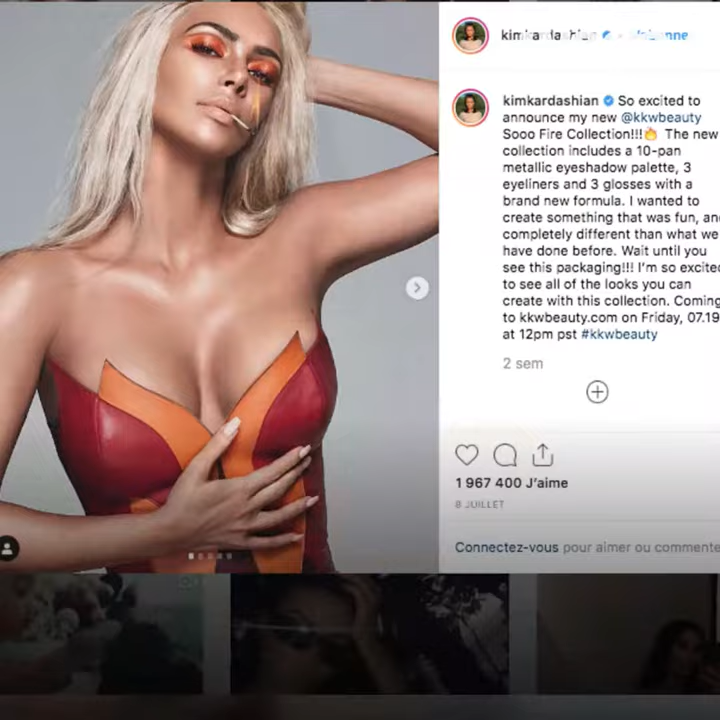 kimkardashian
kimkardashian So excited to
announce my new @kkwbeauty
Sooo Fire Collection!!!🔥 The new
collection includes a 10-pan
metallic eyeshadow palette, 3
eyeliners and 3 glosses with a
brand new formula. I wanted to
create something that was fun, and
completely different than what we
have done before. Wait until you
see this packaging!!! I'm so excited
to see all of the looks you can
create with this collection. Coming
to kkwbeauty.com on Friday, 07.19
at 12pm pst #kkwbeauty
2 sem
1 967 400 J'aime
8 JUILLET
Connectez-vous pour aimer ou commente